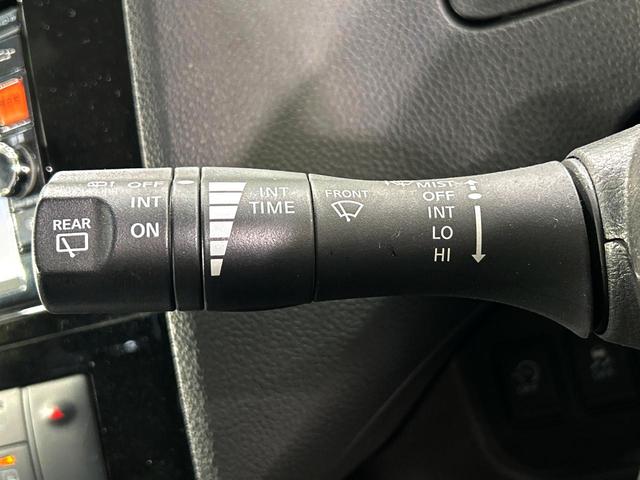 OFF
INT
ON
REAR
INT
TIME
FRONT
MIST
OFF
INT
LO
HI